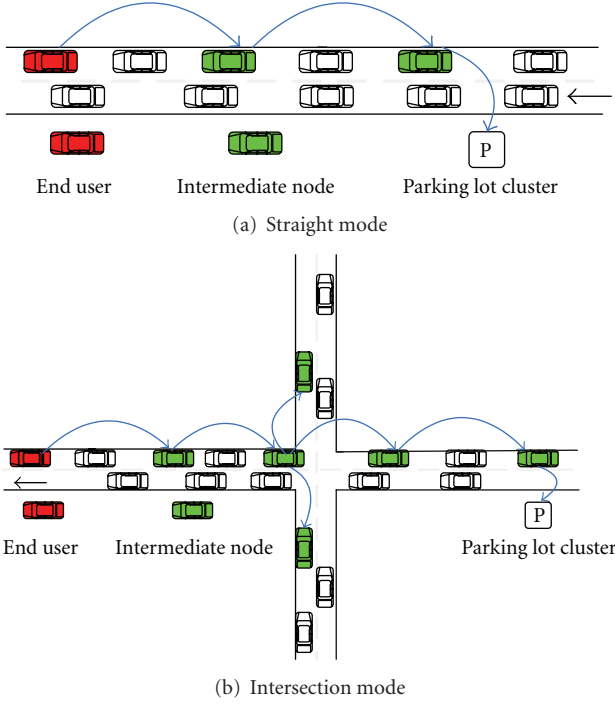 P
End user Intermediate node Parking lot cluster
(a) Straight mode
P
End user Intermediate node Parking lot cluster
(b) Intersection mode